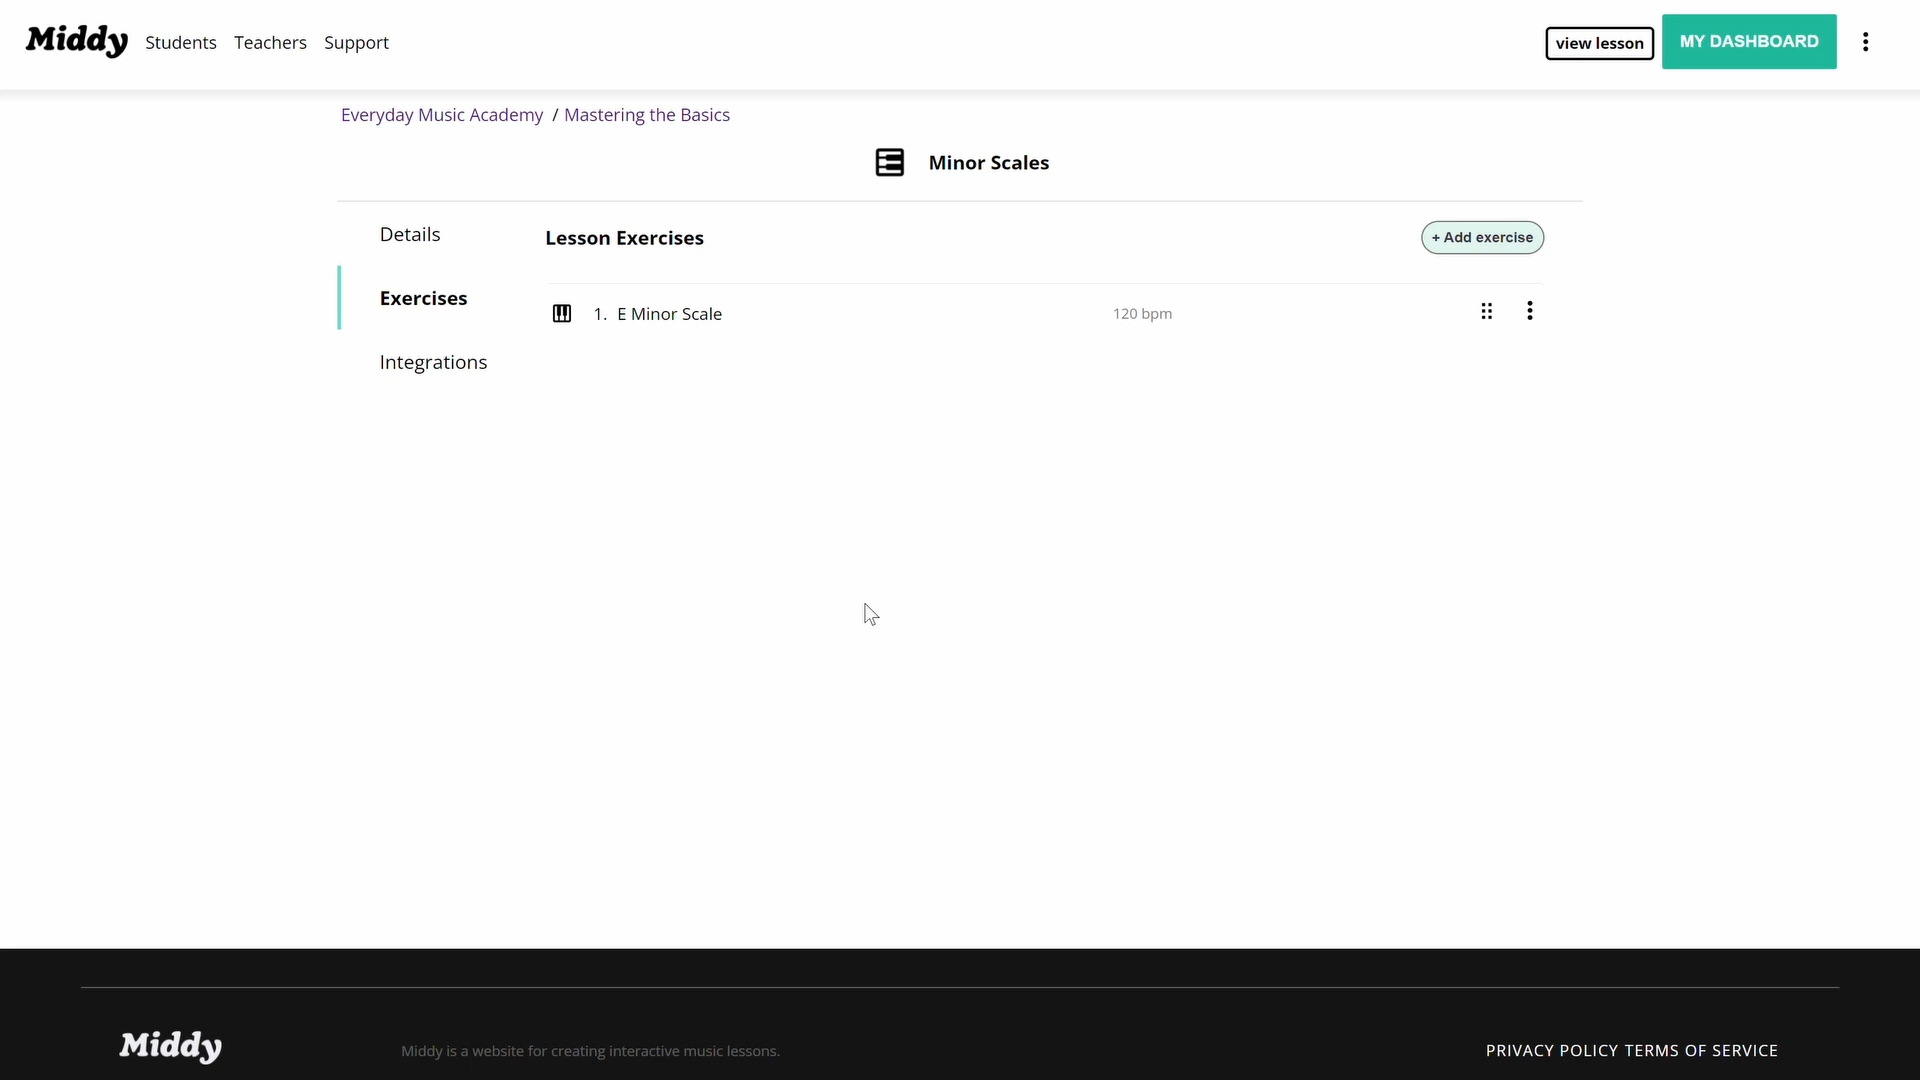 Middy Students Teachers Support view lesson MY DASHBOARD
Everyday Music Academy / Mastering the Basics
Minor Scales
Details
Exercises
Integrations
Lesson Exercises + Add exercise
1. E Minor Scale 120 bpm
Middy Middy is a website for creating interactive music lessons. PRIVACY POLICY TERMS OF SERVICE